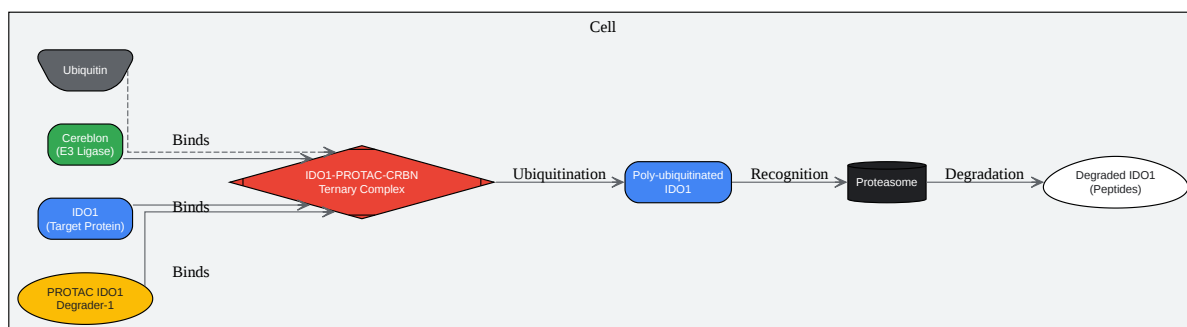 Cell
Ubiquitin
Cereblon
(E3 Ligase)
Binds
IDO1-PROTAC-CRBN
Ternary Complex
Ubiquitination
Poly-ubiquitinated
IDO1
Recognition
Proteasome
Degradation
Degraded IDO1
(Peptides)
IDO1
(Target Protein)
Binds
PROTAC IDO1
Degrader-1
Binds